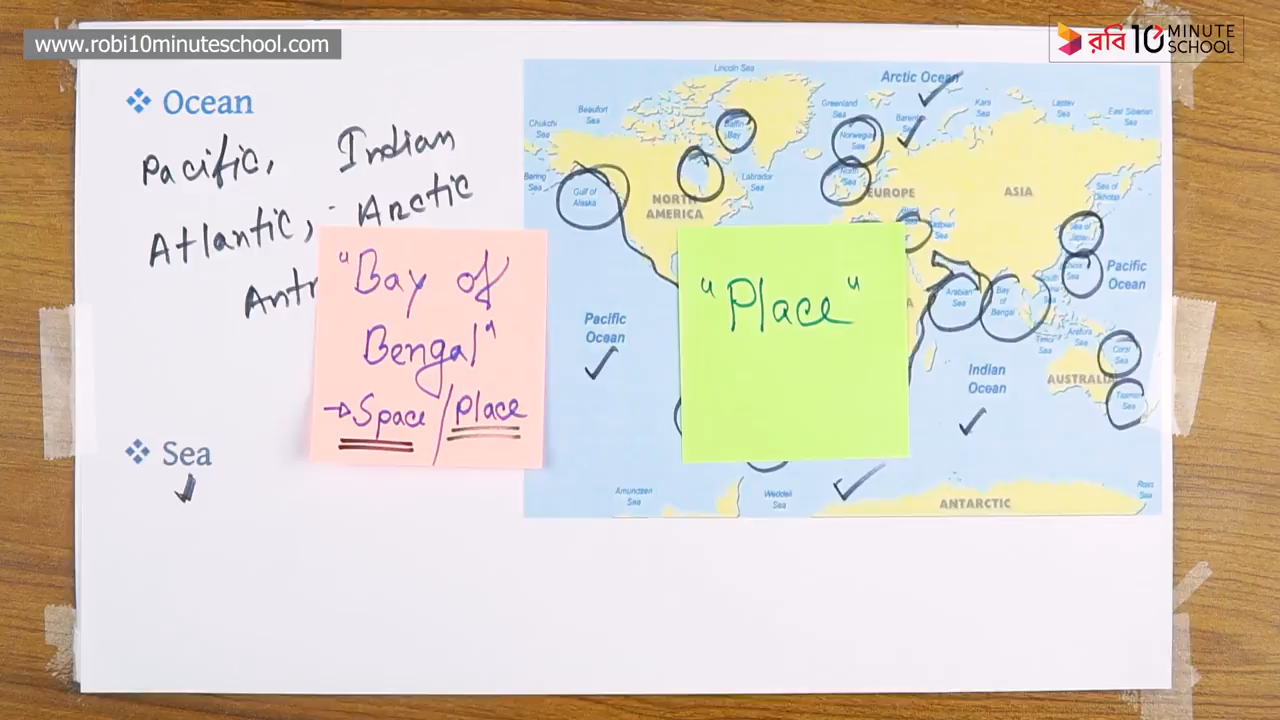 www.robi10minuteschool.com
রবি 10 MINUTE SCHOOL
❖ Ocean
Pacific, Indian
Atlantic, Arctic
Antr
"Bay of
Bengal"
→ Space / Place
"Place"
❖ Sea
Lincoln Sea
Arctic Ocean
Chukchi Sea
Beaufort Sea
Baffin Bay
Greenland Sea
Kara Sea
Laptev Sea
East Siberian Sea
Norwegian Sea
Bering Sea
Gulf of Alaska
Labrador Sea
North Sea
NORTH AMERICA
EUROPE
ASIA
Sea of Okhotsk
Sea of Japan
Pacific Ocean
Arabian Sea
Bay of Bengal
Pacific Ocean
Timor Sea
Arafura Sea
Coral Sea
Indian Ocean
AUSTRALIA
Tasman Sea
Amundsen Sea
Weddell Sea
ANTARCTIC
Ross Sea